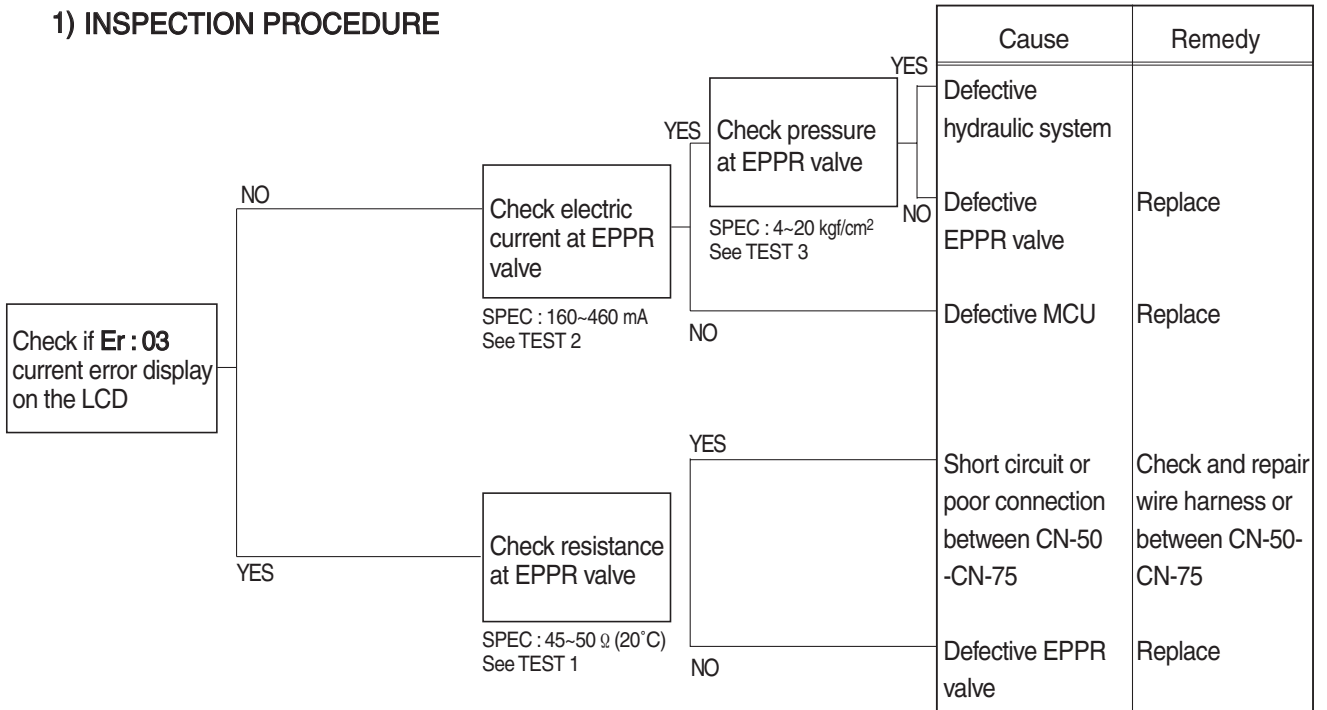 1) INSPECTION PROCEDURE
Cause
Remedy
YES
Defective
hydraulic system
YES
Check pressure
at EPPR valve
NO
Defective
EPPR valve
Replace
SPEC : 4~20 kgf/cm²
See TEST 3
NO
Check electric
current at EPPR
valve
SPEC : 160~460 mA
See TEST 2
NO
Defective MCU
Replace
Check if Er : 03
current error display
on the LCD
YES
Short circuit or
poor connection
between CN-50
-CN-75
Check and repair
wire harness or
between CN-50-
CN-75
YES
Check resistance
at EPPR valve
SPEC : 45~50 Ω (20˚C)
See TEST 1
NO
Defective EPPR
valve
Replace